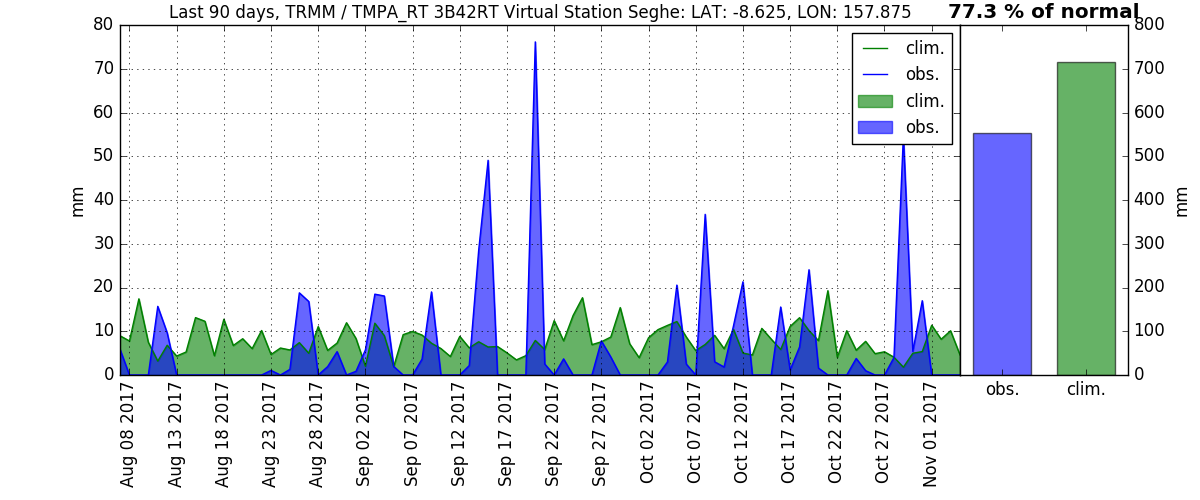 Last 90 days, TRMM / TMPA_RT 3B42RT Virtual Station Seghe: LAT: -8.625, LON: 157.875
77.3 % of normal
80
70
60
50
40
30
20
10
0
mm
clim.
obs.
clim.
obs.
Aug 08 2017
Aug 13 2017
Aug 18 2017
Aug 23 2017
Aug 28 2017
Sep 02 2017
Sep 07 2017
Sep 12 2017
Sep 17 2017
Sep 22 2017
Sep 27 2017
Oct 02 2017
Oct 07 2017
Oct 12 2017
Oct 17 2017
Oct 22 2017
Oct 27 2017
Nov 01 2017
800
700
600
500
400
300
200
100
0
mm
obs.
clim.